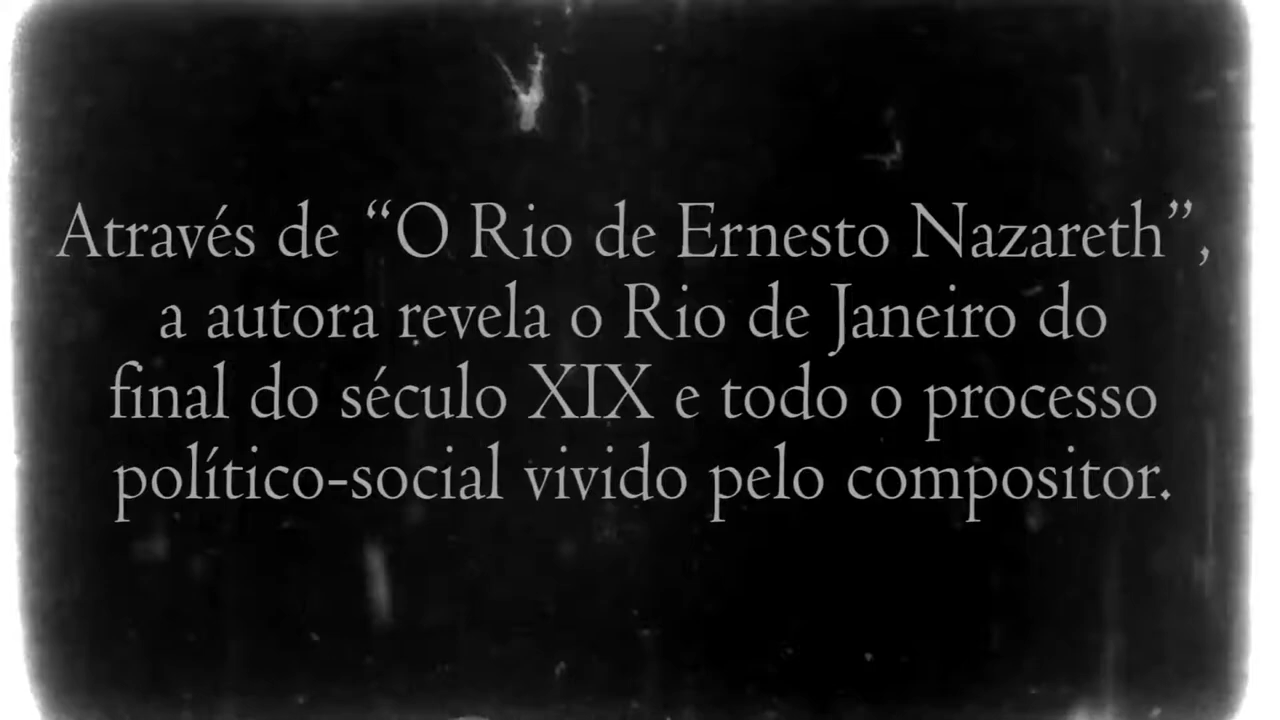 Através de “O Rio de Ernesto Nazareth”,
a autora revela o Rio de Janeiro do
final do século XIX e todo o processo
político-social vivido pelo compositor.